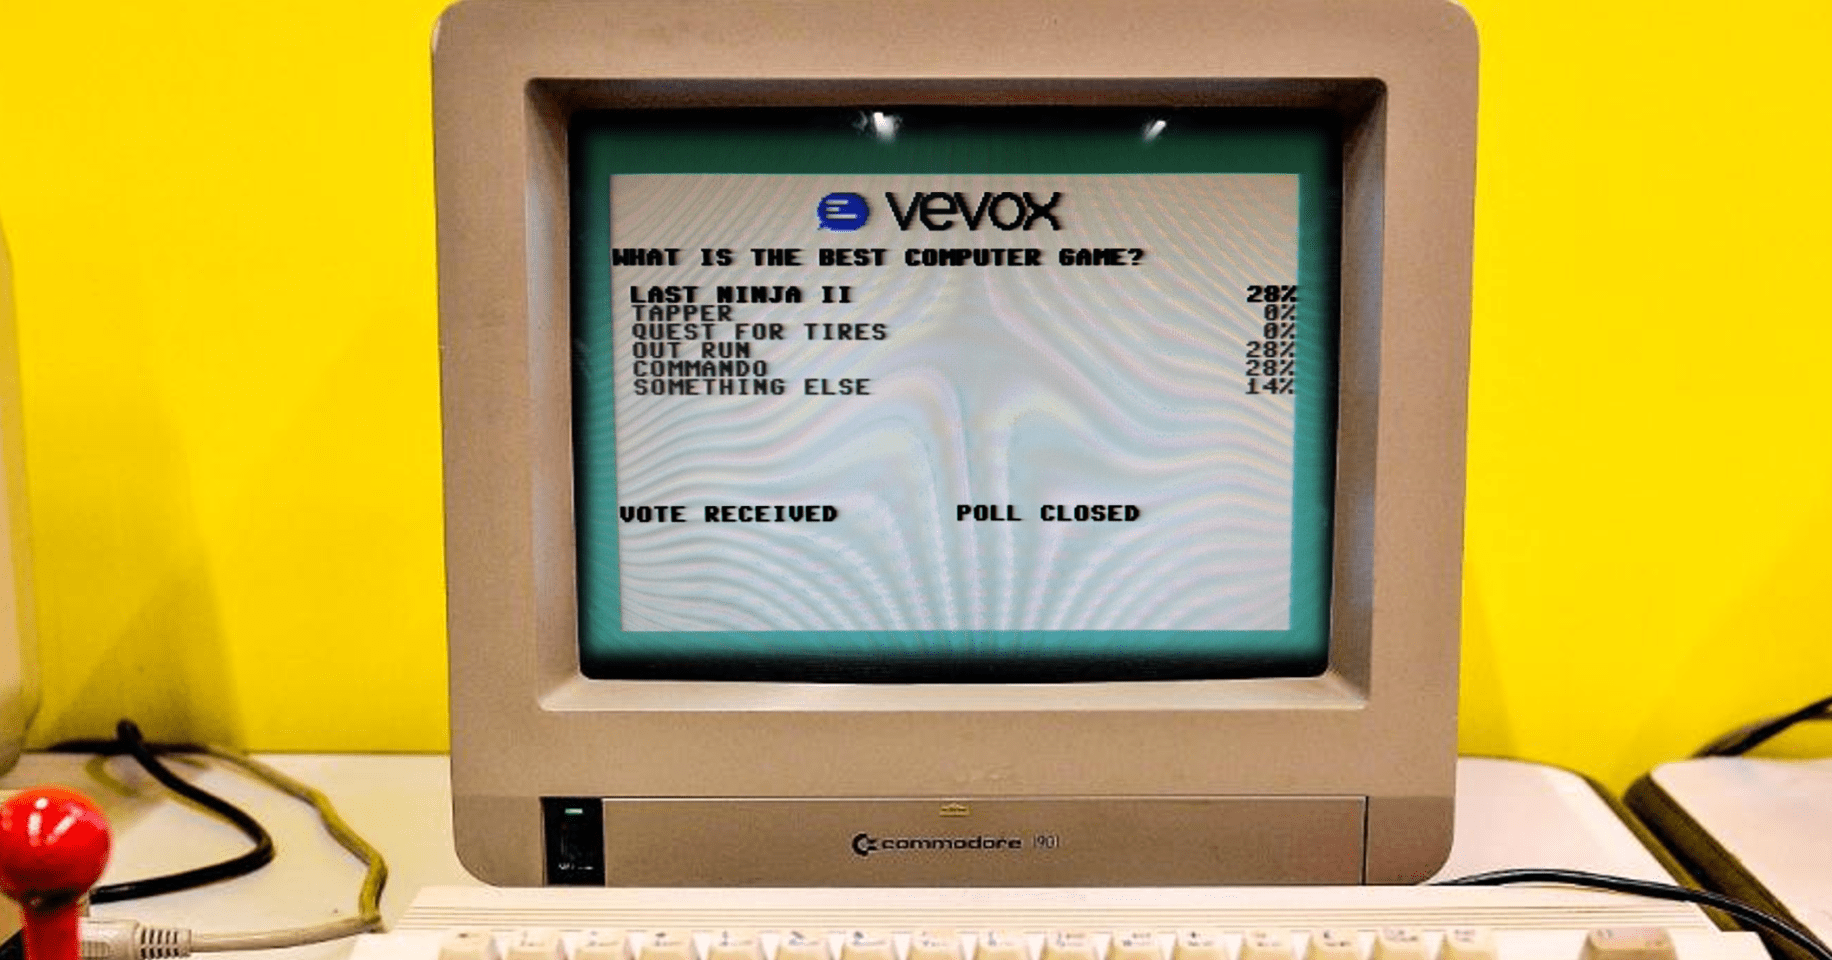 vevox
WHAT IS THE BEST COMPUTER GAME?
LAST NINJA II 28%
TAPPER 0%
QUEST FOR TIRES 0%
OUT RUN 28%
COMMANDO 28%
SOMETHING ELSE 14%
VOTE RECEIVED POLL CLOSED
commodore 1901